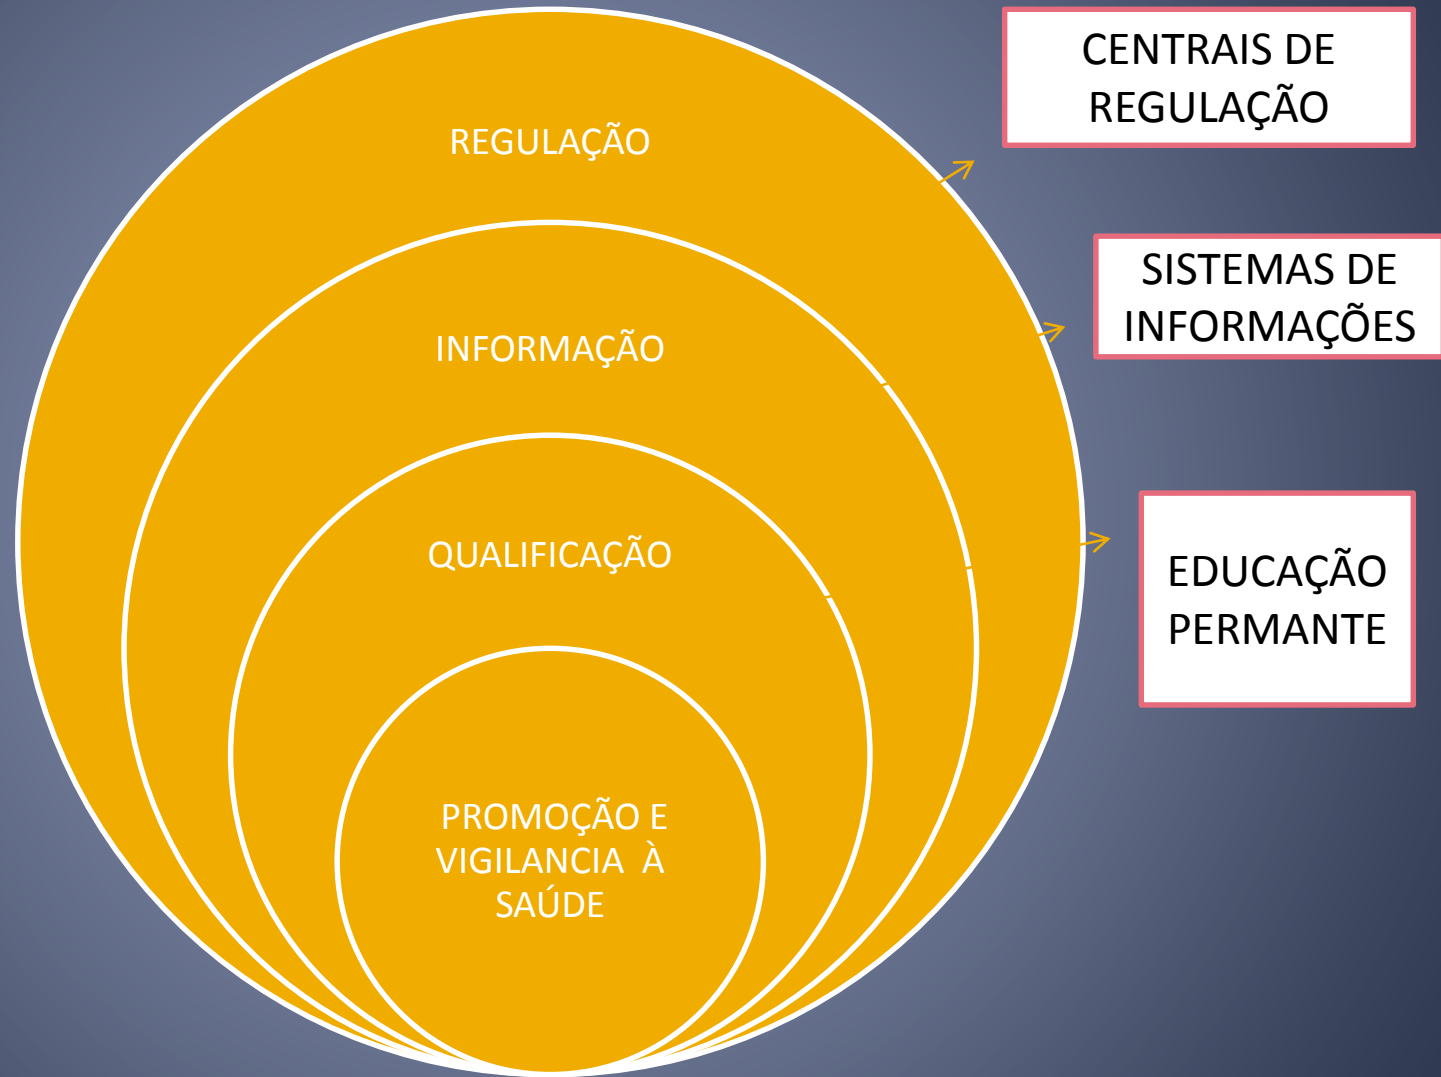 REGULAÇÃO
INFORMAÇÃO
QUALIFICAÇÃO
PROMOÇÃO E
VIGILANCIA À
SAÚDE
CENTRAIS DE
REGULAÇÃO
SISTEMAS DE
INFORMAÇÕES
EDUCAÇÃO
PERMANTE